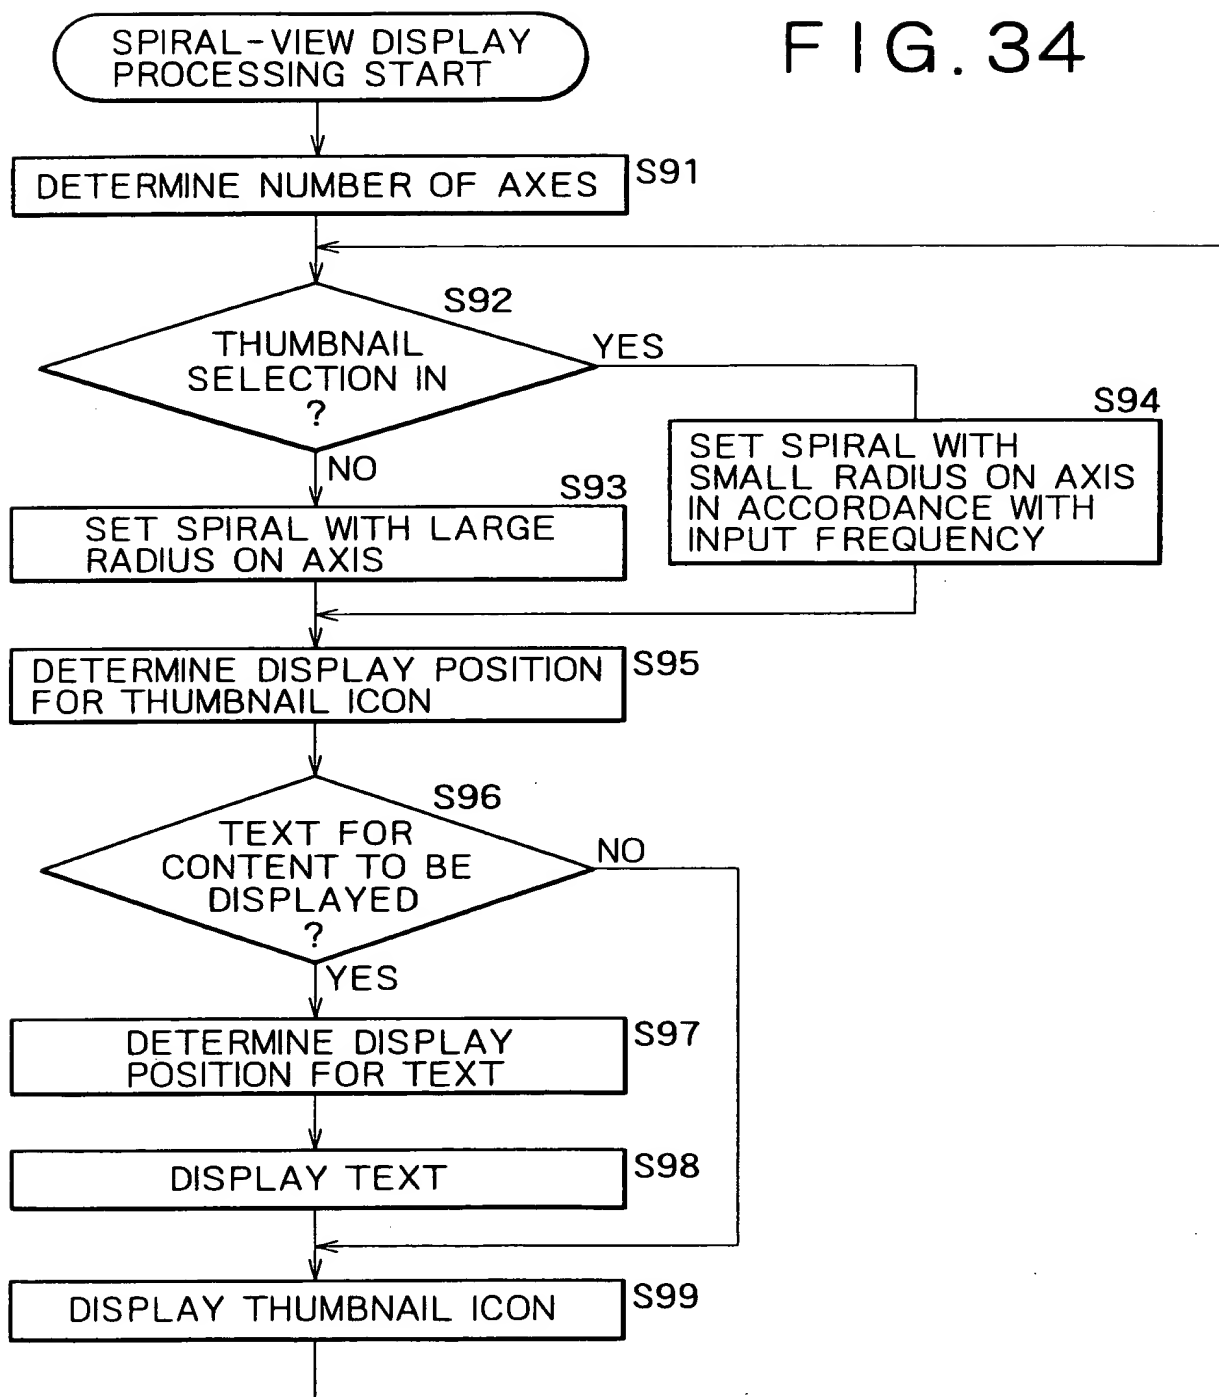 FIG. 34
SPIRAL-VIEW DISPLAY
PROCESSING START
DETERMINE NUMBER OF AXES
S91
S92
THUMBNAIL
SELECTION IN
?
YES
NO
S94
SET SPIRAL WITH
SMALL RADIUS ON AXIS
IN ACCORDANCE WITH
INPUT FREQUENCY
S93
SET SPIRAL WITH LARGE
RADIUS ON AXIS
DETERMINE DISPLAY POSITION
FOR THUMBNAIL ICON
S95
S96
TEXT FOR
CONTENT TO BE
DISPLAYED
?
NO
YES
DETERMINE DISPLAY
POSITION FOR TEXT
S97
DISPLAY TEXT
S98
DISPLAY THUMBNAIL ICON
S99